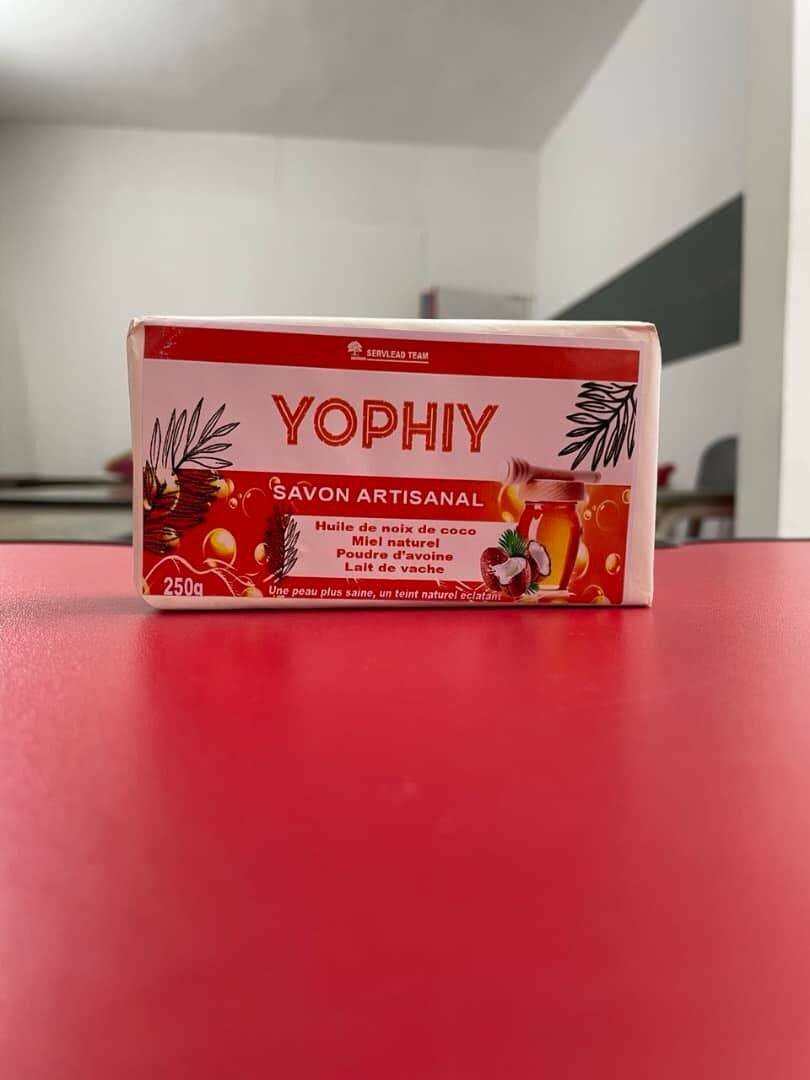 SERVLEAD TEAM
YOPHIY
SAVON ARTISANAL
Huile de noix de coco
Miel naturel
Poudre d'avoine
Lait de vache
250g
Une peau plus saine, un teint naturel éclatant